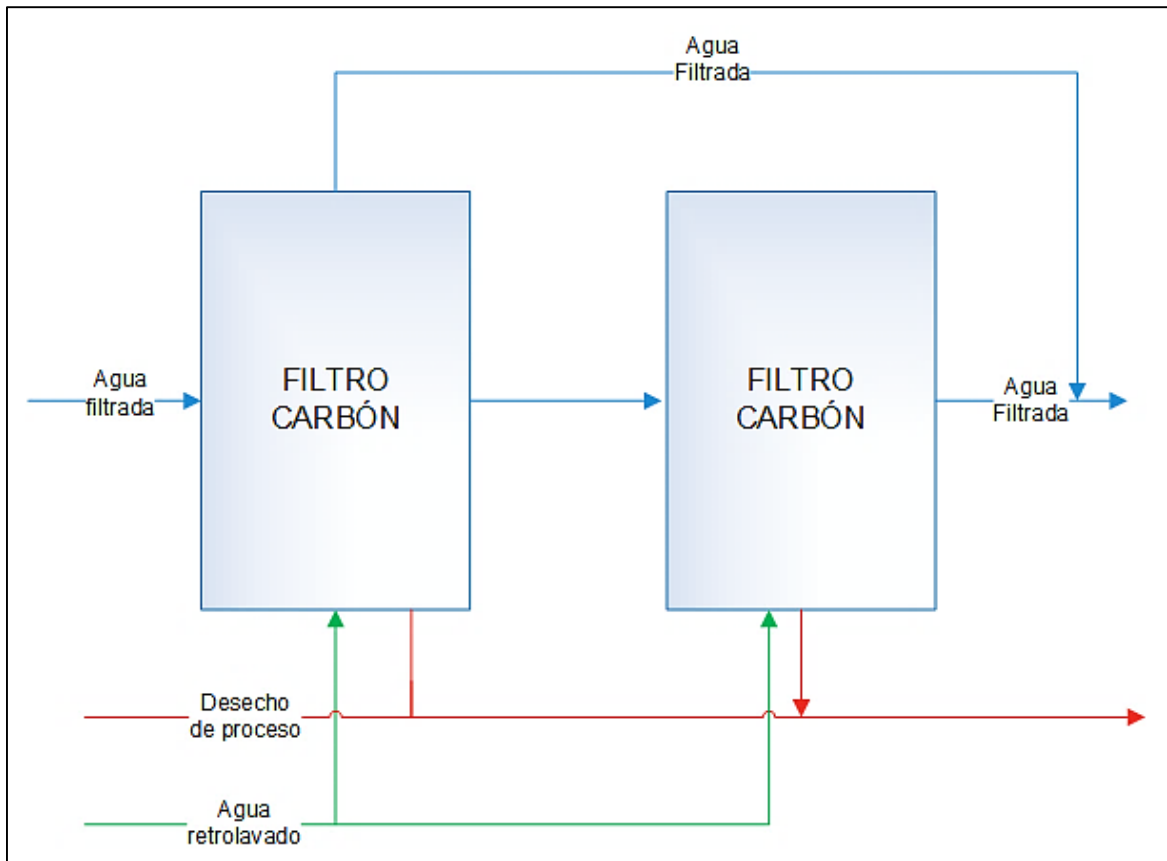 Agua
Filtrada
Agua
filtrada
FILTRO
CARBÓN
FILTRO
CARBÓN
Agua
Filtrada
Desecho
de proceso
Agua
retrolavado